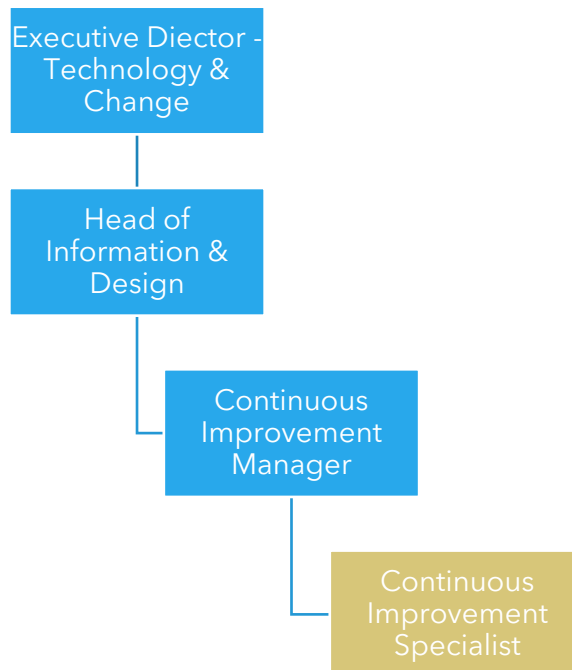 Executive Diector -
Technology &
Change
Head of
Information &
Design
Continuous
Improvement
Manager
Continuous
Improvement
Specialist